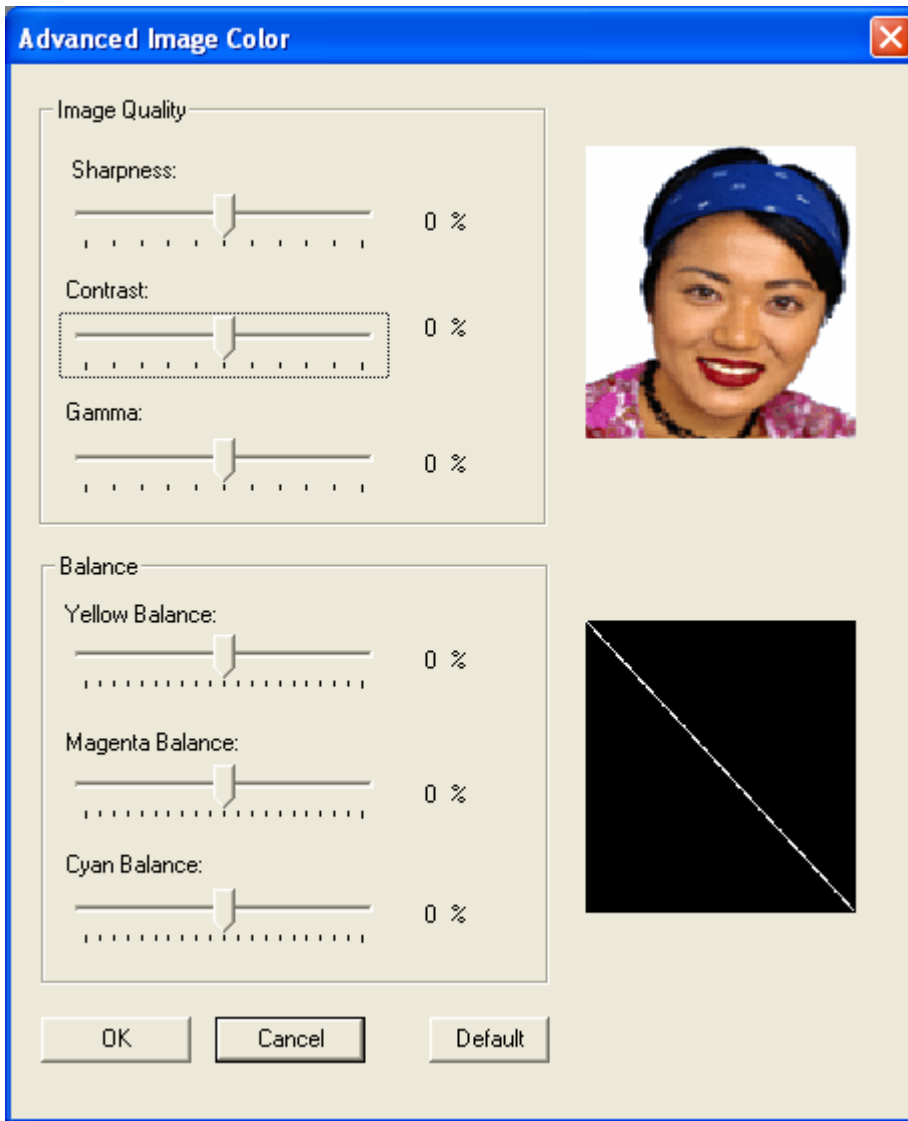 Advanced Image Color
Image Quality
Sharpness:
0 %
Contrast:
0 %
Gamma:
0 %
Balance
Yellow Balance:
0 %
Magenta Balance:
0 %
Cyan Balance:
0 %
OK Cancel Default